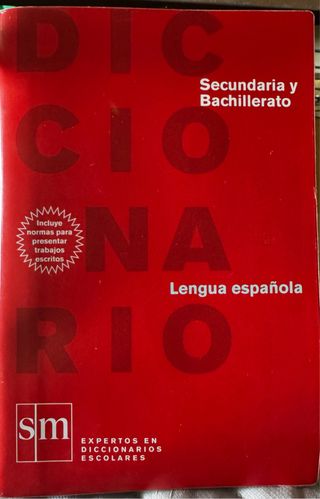 DIC
CIO
NA
RIO
Secundaria y
Bachillerato
Incluye
normas para
presentar
trabajos
escritos
Lengua española
sm
EXPERTOS EN
DICCIONARIOS
ESCOLARES